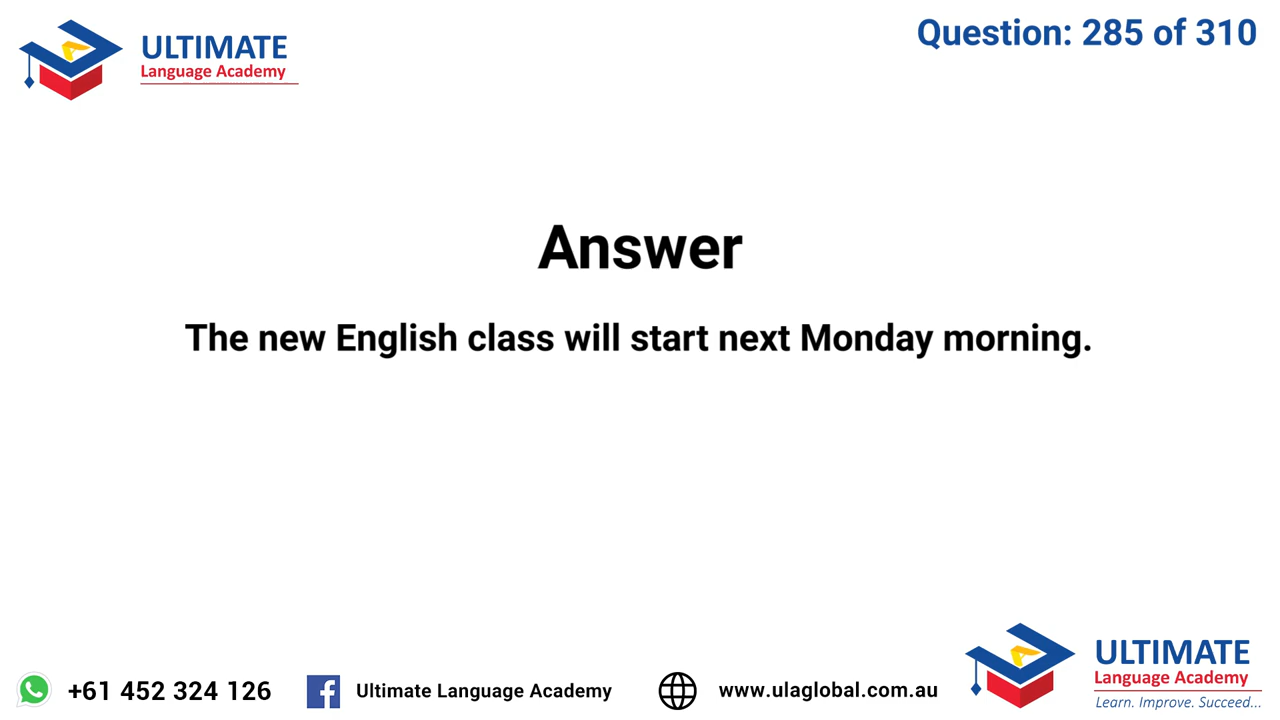 ULTIMATE
Language Academy
Question: 285 of 310
Answer
The new English class will start next Monday morning.
+61 452 324 126
Ultimate Language Academy
www.ulaglobal.com.au
ULTIMATE
Language Academy
Learn. Improve. Succeed...